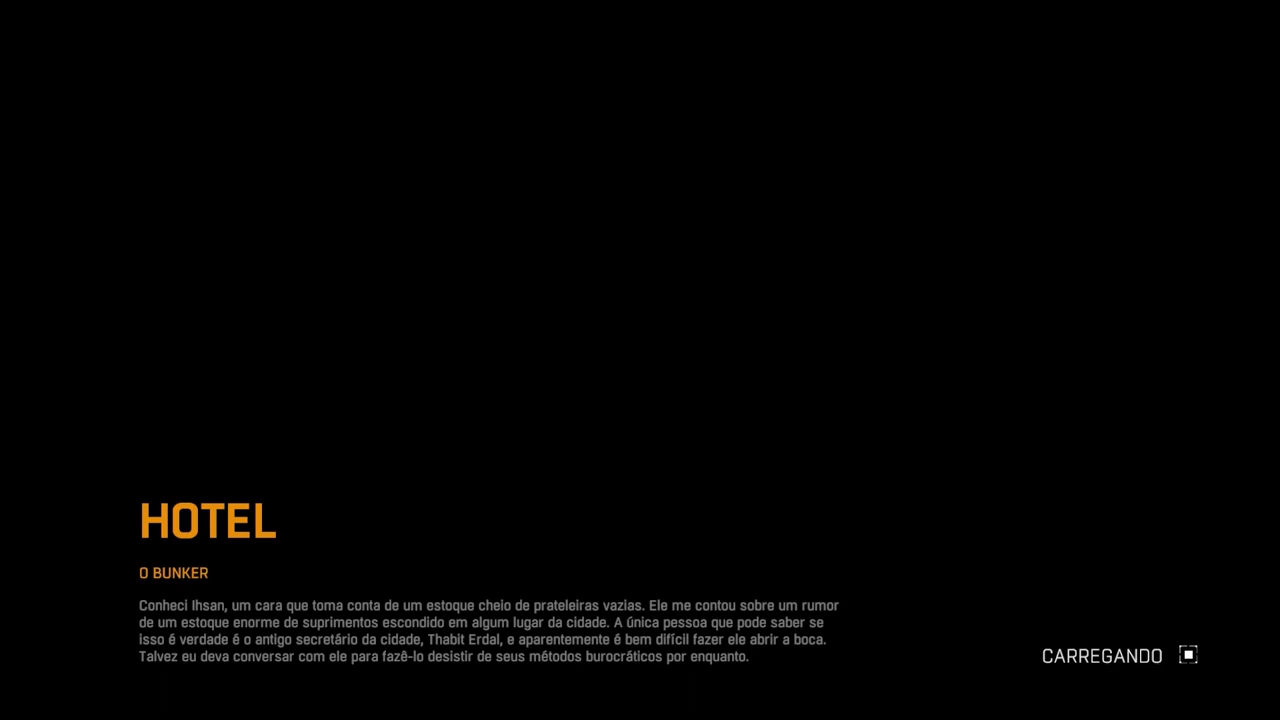 HOTEL
O BUNKER
Conheci Ihsan, um cara que toma conta de um estoque cheio de prateleiras vazias. Ele me contou sobre um rumor
de um estoque enorme de suprimentos escondido em algum lugar da cidade. A única pessoa que pode saber se
isso é verdade é o antigo secretário da cidade, Thabit Erdal, e aparentemente é bem difícil fazer ele abrir a boca.
Talvez eu deva conversar com ele para fazê-lo desistir de seus métodos burocráticos por enquanto.
CARREGANDO